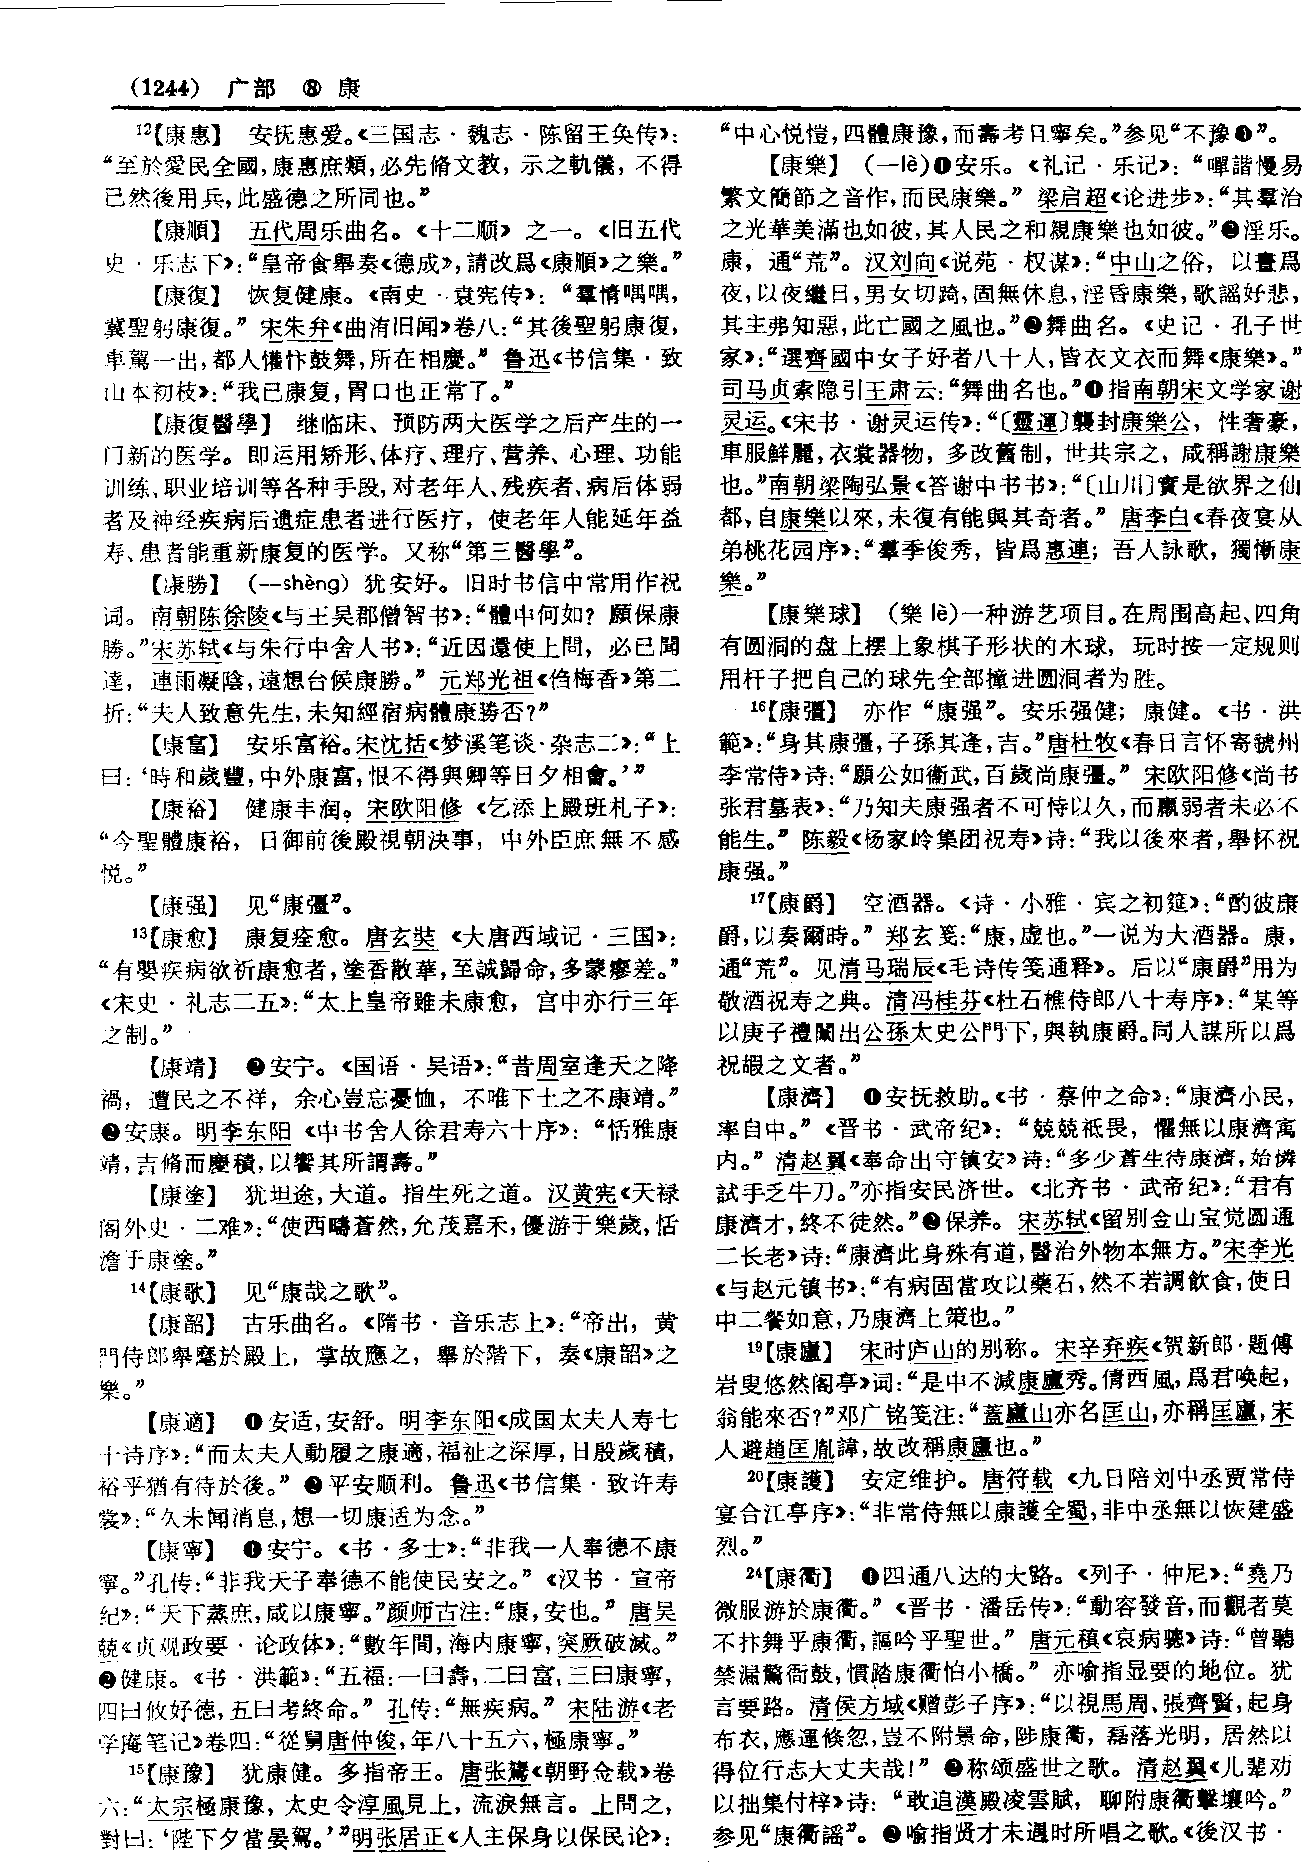 (1244) 广部 ⑧ 康
12【康惠】 安抚惠爱。《三国志·魏志·陈留王奂传》：
“至於愛民全國，康惠庶類，必先脩文教，示之軌儀，不得
已然後用兵，此盛德之所同也。”
【康順】 五代周乐曲名。《十二顺》之一。《旧五代
史·乐志下》：“皇帝食舉奏《德成》，請改爲《康順》之樂。”
【康復】 恢复健康。《南史·袁宪传》：“羣情喁喁，
冀聖躬康復。”宋朱弁《曲洧旧闻》卷八：“其後聖躬康復，
車駕一出，都人懽忭鼓舞，所在相慶。”鲁迅《书信集·致
山本初枝》：“我已康复，胃口也正常了。”
【康復醫學】 继临床、预防两大医学之后产生的一
门新的医学。即运用矫形、体疗、理疗、营养、心理、功能
训练、职业培训等各种手段，对老年人、残疾者、病后体弱
者及神经疾病后遗症患者进行医疗，使老年人能延年益
寿、患者能重新康复的医学。又称“第三醫學”。
【康勝】 （--shèng）犹安好。旧时书信中常用作祝
词。南朝陈徐陵《与王吴郡僧智书》：“體中何如？願保康
勝。”宋苏轼《与朱行中舍人书》：“近因還使上問，必已聞
達，連雨凝陰，遠想台候康勝。”元郑光祖《㑇梅香》第二
折：“夫人致意先生，未知經宿病體康勝否？”
【康富】 安乐富裕。宋沈括《梦溪笔谈·杂志二》：“上
曰：‘時和歲豐，中外康富，恨不得與卿等日夕相會。’”
【康裕】 健康丰润。宋欧阳修《乞添上殿班札子》：
“今聖體康裕，日御前後殿視朝決事，中外臣庶無不感
悦。”
【康强】 见“康彊”。
13【康愈】 康复痊愈。唐玄奘《大唐西域记·三国》：
“有嬰疾病欲祈康愈者，塗香散華，至誠歸命，多蒙瘳差。”
《宋史·礼志二五》：“太上皇帝雖未康愈，宫中亦行三年
之制。”
【康靖】 ❷安宁。《国语·吴语》：“昔周室逢天之降
禍，遭民之不祥，余心豈忘憂恤，不唯下土之不康靖。”
❷安康。明李东阳《中书舍人徐君寿六十序》：“恬雅康
靖，吉脩而慶積，以饗其所謂壽。”
【康塗】 犹坦途，大道。指生死之道。汉黄宪《天禄
阁外史·二难》：“使西疇蒼然，允茂嘉禾，優游于樂歲，恬
澹于康塗。”
14【康歌】 见“康哉之歌”。
【康韶】 古乐曲名。《隋书·音乐志上》：“帝出，黄
門侍郎舉麾於殿上，掌故應之，舉於階下，奏《康韶》之
樂。”
【康適】 ❶安适，安舒。明李东阳《成国太夫人寿七
十诗序》：“而太夫人動履之康適，福祉之深厚，日殷歲積，
裕乎猶有待於後。”❷平安顺利。鲁迅《书信集·致许寿
裳》：“久未闻消息，想一切康适为念。”
【康寧】 ❶安宁。《书·多士》：“非我一人奉德不康
寧。”孔传：“非我天子奉德不能使民安之。”《汉书·宣帝
纪》：“天下蒸庶，咸以康寧。”颜师古注：“康，安也。”唐吴
兢《贞观政要·论政体》：“數年間，海内康寧，突厥破滅。”
❷健康。《书·洪範》：“五福：一曰壽，二曰富，三曰康寧，
四曰攸好德，五曰考終命。”孔传：“無疾病。”宋陆游《老
学庵笔记》卷四：“從舅唐仲俊，年八十五六，極康寧。”
15【康豫】 犹康健。多指帝王。唐张鷟《朝野佥载》卷
六：“太宗極康豫，太史令淳風見上，流淚無言。上問之，
對曰：‘陛下夕當晏駕。’”明张居正《人主保身以保民论》：
“中心悦愷，四體康豫，而壽考且寧矣。”参见“不豫❶”。
【康樂】 （—lè）❶安乐。《礼记·乐记》：“嘽諧慢易
繁文簡節之音作，而民康樂。”梁启超《论进步》：“其羣治
之光華美滿也如彼，其人民之和親康樂也如彼。”❷淫乐。
康，通“荒”。汉刘向《说苑·权谋》：“中山之俗，以晝爲
夜，以夜繼日，男女切踦，固無休息，淫昏康樂，歌謳好悲，
其主弗知惡，此亡國之風也。”❷舞曲名。《史记·孔子世
家》：“選齊國中女子好者八十人，皆衣文衣而舞《康樂》。”
司马贞索隐引王肃云：“舞曲名也。”❶指南朝宋文学家谢
灵运。《宋书·谢灵运传》：“〔靈運〕襲封康樂公，性奢豪，
車服鮮麗，衣裳器物，多改舊制，世共宗之，咸稱謝康樂
也。”南朝梁陶弘景《答谢中书书》：“〔山川〕實是欲界之仙
都，自康樂以來，未復有能與其奇者。”唐李白《春夜宴从
弟桃花园序》：“羣季俊秀，皆爲惠連；吾人詠歌，獨慚康
樂。”
【康樂球】 （樂 lè）一种游艺项目。在周围高起、四角
有圆洞的盘上摆上象棋子形状的木球，玩时按一定规则
用杆子把自己的球先全部撞进圆洞者为胜。
16【康彊】 亦作“康强”。安乐强健；康健。《书·洪
範》：“身其康彊，子孫其逢，吉。”唐杜牧《春日言怀寄虢州
李常侍》诗：“願公如衞武，百歲尚康彊。”宋欧阳修《尚书
张君墓表》：“乃知夫康强者不可恃以久，而羸弱者未必不
能生。”陈毅《杨家岭集团祝寿》诗：“我以後來者，舉杯祝
康强。”
17【康爵】 空酒器。《诗·小雅·宾之初筵》：“酌彼康
爵，以奏爾時。”郑玄笺：“康，虚也。”一说为大酒器。康，
通“荒”。见清马瑞辰《毛诗传笺通释》。后以“康爵”用为
敬酒祝寿之典。清冯桂芬《杜石樵侍郎八十寿序》：“某等
以庚子禮闈出公孫太史公門下，與執康爵。同人謀所以爲
祝嘏之文者。”
【康濟】 ❶安抚救助。《书·蔡仲之命》：“康濟小民，
率自中。”《晋书·武帝纪》：“兢兢祗畏，懼無以康濟寓
内。”清赵翼《奉命出守镇安》诗：“多少蒼生待康濟，始憐
試手乏牛刀。”亦指安民济世。《北齐书·武帝纪》：“君有
康濟才，終不徒然。”❷保养。宋苏轼《留别金山宝觉圆通
二长老》诗：“康濟此身殊有道，醫治外物本無方。”宋李光
《与赵元镇书》：“有病固當攻以藥石，然不若調飲食，使日
中二餐如意，乃康濟上策也。”
19【康廬】 宋时庐山的别称。宋辛弃疾《贺新郎·题傅
岩叟悠然阁亭》词：“是中不減康廬秀。倩西風，爲君唤起，
翁能來否？”邓广铭笺注：“蓋廬山亦名匡山，亦稱匡廬，宋
人避趙匡胤諱，故改稱康廬也。”
20【康護】 安定维护。唐符载《九日陪刘中丞贾常侍
宴合江亭序》：“非常侍無以康護全蜀，非中丞無以恢建盛
烈。”
24【康衢】 ❶四通八达的大路。《列子·仲尼》：“堯乃
微服游於康衢。”《晋书·潘岳传》：“動容發音，而觀者莫
不抃舞乎康衢，謳吟乎聖世。”唐元稹《哀病骢》诗：“曾聽
禁漏驚衙鼓，慣踏康衢怕小橋。”亦喻指显要的地位。犹
言要路。清侯方域《赠彭子序》：“以視馬周、張齊賢，起身
布衣，應運倏忽，豈不附景命，陟康衢，磊落光明，居然以
得位行志大丈夫哉！”❷称颂盛世之歌。清赵翼《儿辈劝
以拙集付梓》诗：“敢追漢殿凌雲賦，聊附康衢擊壤吟。”
参见“康衢謡”。❷喻指贤才未遇时所唱之歌。《後汉书·